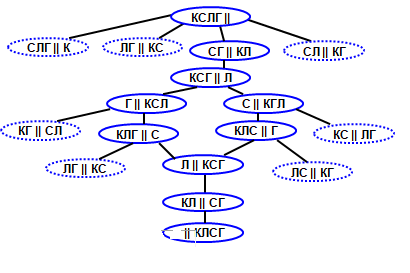 КСЛГ ||
СЛГ || К
ЛГ || КС
СГ || КЛ
СЛ || КГ
КСГ || Л
Г || КСЛ
С || КГЛ
КГ || СЛ
КЛГ || С
КЛС || Г
КС || ЛГ
ЛГ || КС
Л || КСГ
ЛС || КГ
КЛ || СГ
|| КЛСГ